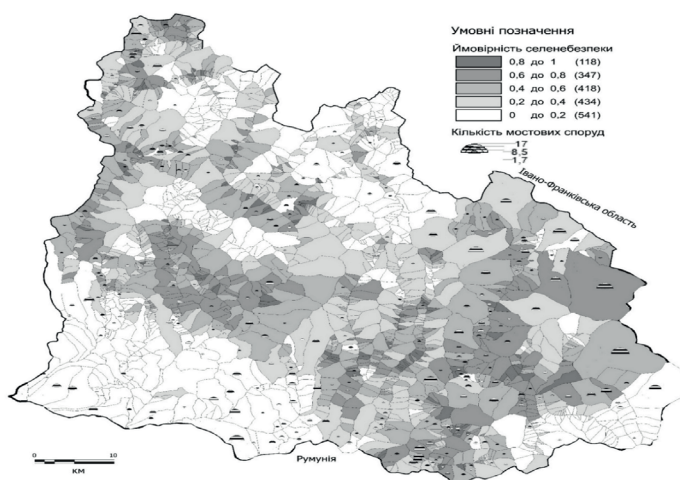 Умовні позначення
Ймовірність селенебезпеки
0,8 до 1 (118)
0,6 до 0,8 (347)
0,4 до 0,6 (418)
0,2 до 0,4 (434)
0 до 0,2 (541)
Кількість мостових споруд
17
8,5
1,7
Івано-Франківська область
0 10
км
Румунія